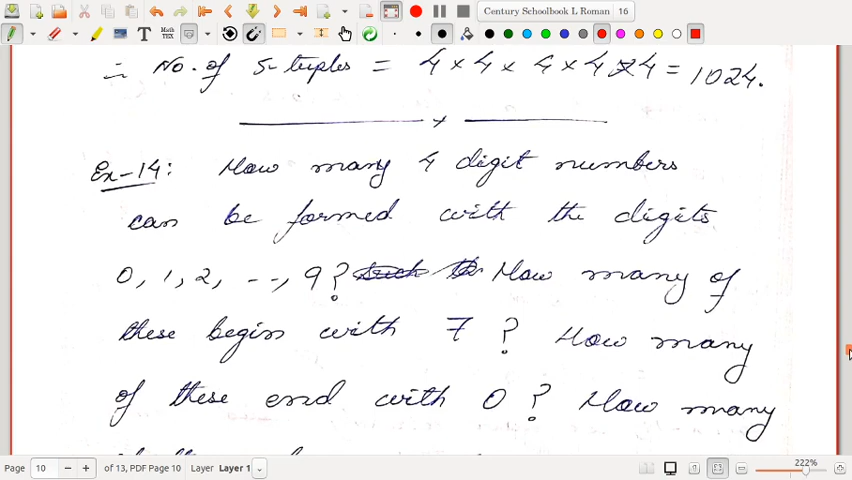 Century Schoolbook L Roman 16
∴ No. of 5-tuples = 4 × 4 × 4 × 4 × 4 = 1024.
Ex-14: How many 4 digit numbers
can be formed with the digits
0, 1, 2, --, 9? How many of
these begin with 7? How many
of these end with 0? How many
Page 10 of 13, PDF Page 10 Layer Layer 1 222%